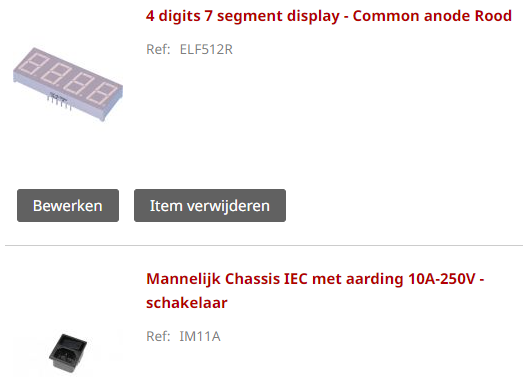 4 digits 7 segment display - Common anode Rood
Ref: ELF512R
Bewerken
Item verwijderen
Mannelijk Chassis IEC met aarding 10A-250V -
schakelaar
Ref: IM11A